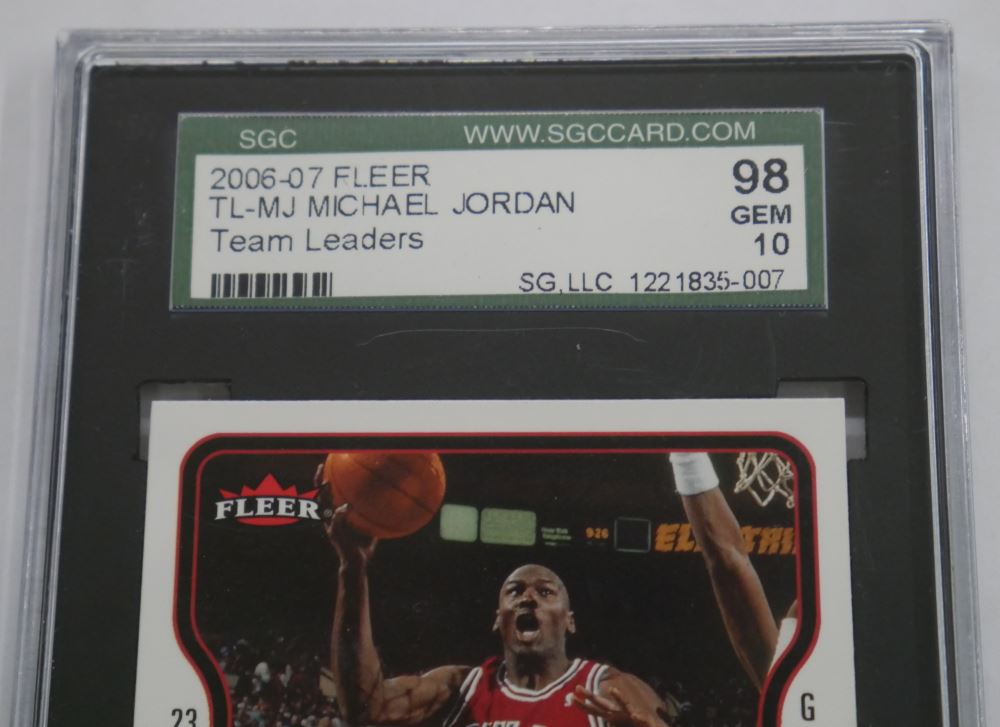 SGC WWW.SGCCARD.COM
2006-07 FLEER
98
TL-MJ MICHAEL JORDAN
GEM
Team Leaders
10
SG, LLC 1221835-007
FLEER®
926
23
G